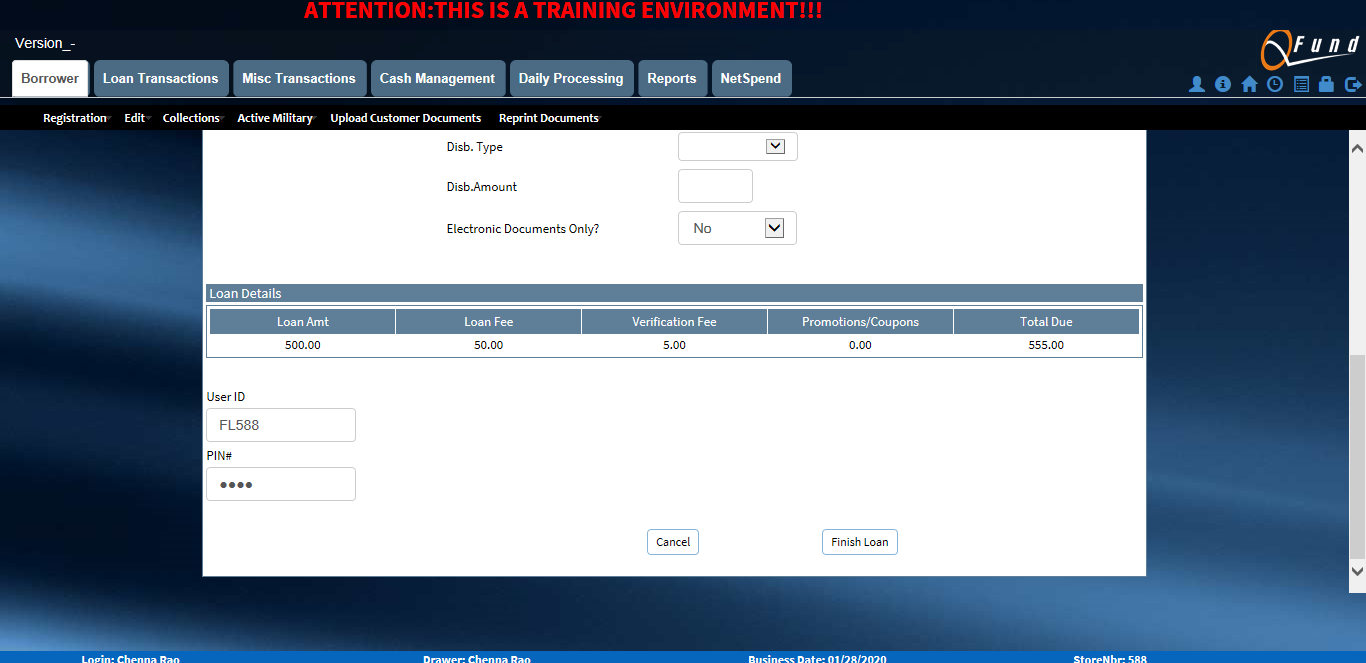 ATTENTION:THIS IS A TRAINING ENVIRONMENT!!!
Version_-
QFund
Borrower Loan Transactions Misc Transactions Cash Management Daily Processing Reports NetSpend
Registration Edit Collections Active Military Upload Customer Documents Reprint Documents
Disb. Type
Disb.Amount
Electronic Documents Only? No
Loan Details
Loan Amt Loan Fee Verification Fee Promotions/Coupons Total Due
500.00 50.00 5.00 0.00 555.00
User ID
FL588
PIN#
●●●●
Cancel Finish Loan
Login: Chenna Rao Drawer: Chenna Rao Business Date: 01/28/2020 StoreNbr: 588